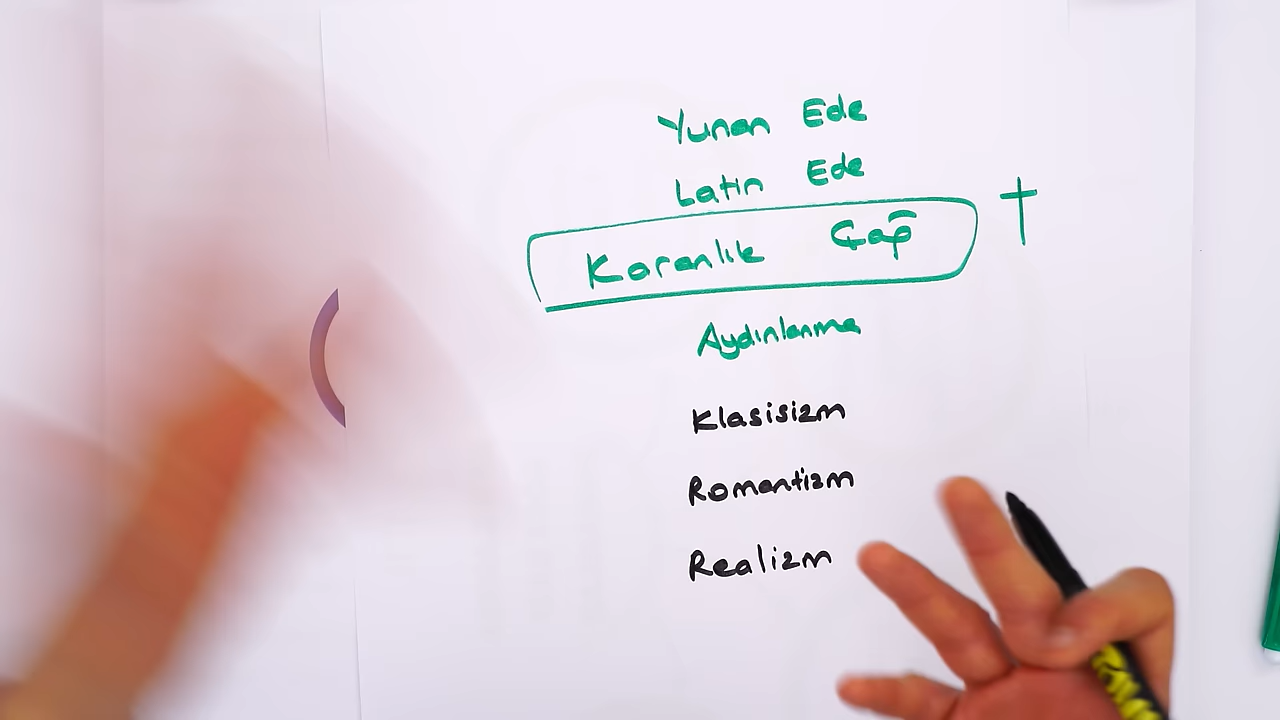 Yunan Ede
Latin Ede
Karanlık Çağ
Aydınlanma
Klasisizm
Romantizm
Realizm